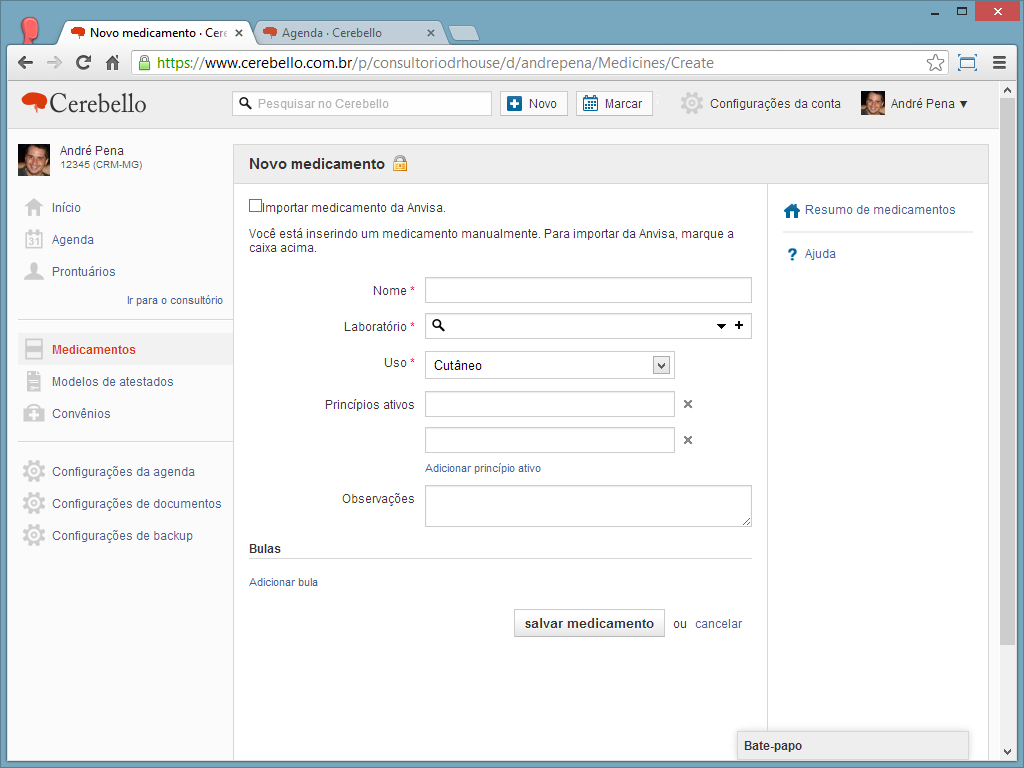 Novo medicamento · Cere
Agenda · Cerebello
https://www.cerebello.com.br/p/consultoriodrhouse/d/andrepena/Medicines/Create
Cerebello
Pesquisar no Cerebello
Novo
Marcar
Configurações da conta
André Pena ▼
André Pena
12345 (CRM-MG)
Início
31
Agenda
Prontuários
Ir para o consultório
Medicamentos
Modelos de atestados
Convênios
Configurações da agenda
Configurações de documentos
Configurações de backup
Novo medicamento
Importar medicamento da Anvisa.
Você está inserindo um medicamento manualmente. Para importar da Anvisa, marque a
caixa acima.
Nome *
Laboratório *
Uso *
Cutâneo
Princípios ativos
Adicionar princípio ativo
Observações
Bulas
Adicionar bula
salvar medicamento ou cancelar
Resumo de medicamentos
? Ajuda
Bate-papo